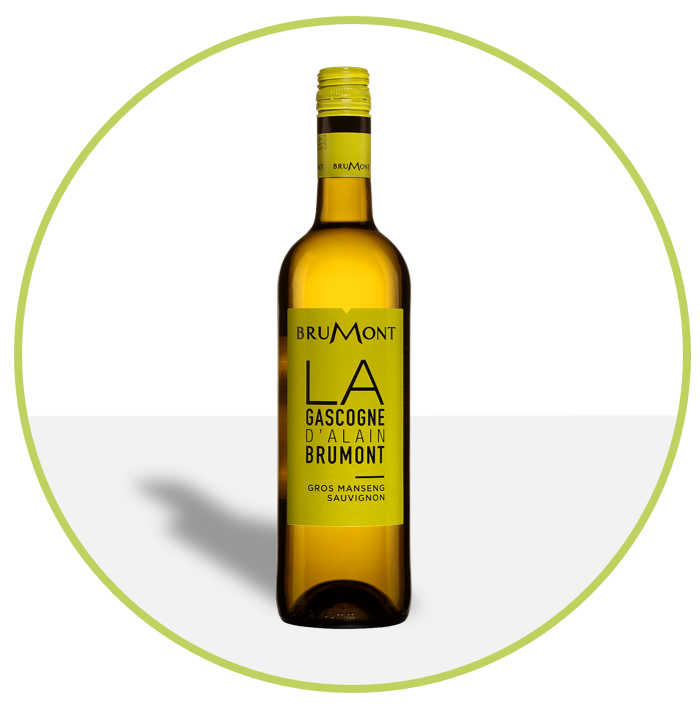 BRUMONT
BRUMONT
LA
GASCOGNE
D'ALAIN
BRUMONT
GROS MANSENG
SAUVIGNON